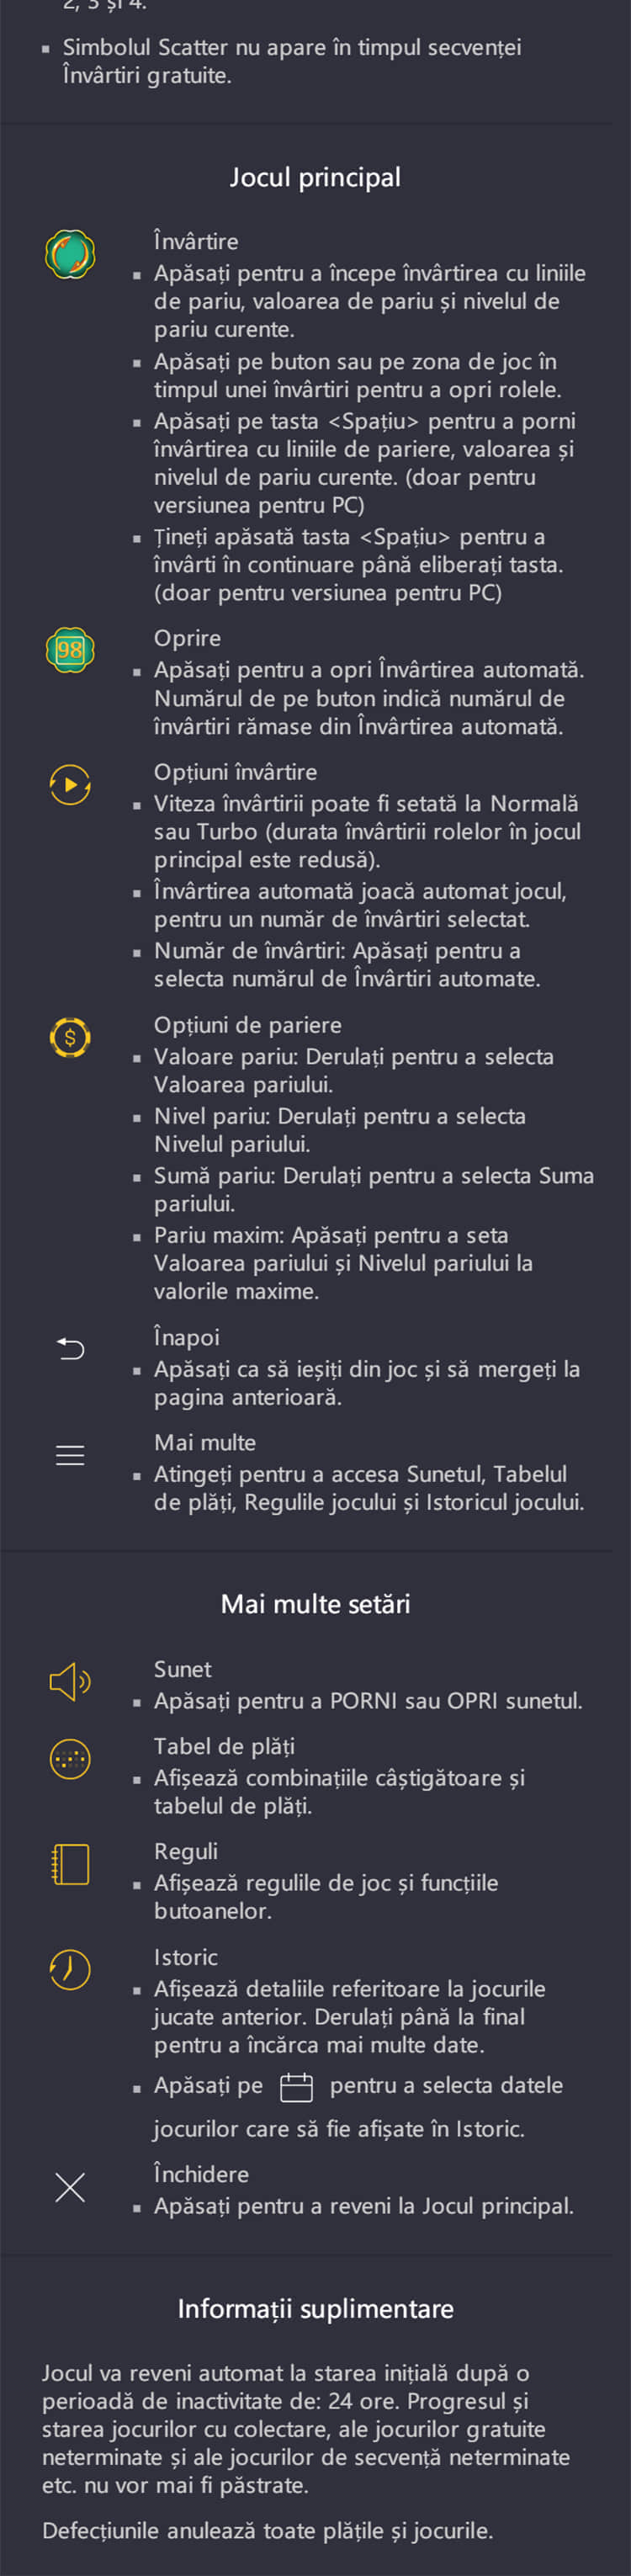 2, 3 și 4.
Simbolul Scatter nu apare în timpul secvenței
Învârtiri gratuite.
Jocul principal
Învârtire
Apăsați pentru a începe învârtirea cu liniile
de pariu, valoarea de pariu și nivelul de
pariu curente.
Apăsați pe buton sau pe zona de joc în
timpul unei învârtiri pentru a opri rolele.
Apăsați pe tasta <Spațiu> pentru a porni
învârtirea cu liniile de pariere, valoarea și
nivelul de pariu curente. (doar pentru
versiunea pentru PC)
Țineți apăsată tasta <Spațiu> pentru a
învârti în continuare până eliberați tasta.
(doar pentru versiunea pentru PC)
98
Oprire
Apăsați pentru a opri Învârtirea automată.
Numărul de pe buton indică numărul de
învârtiri rămase din Învârtirea automată.
Opțiuni învârtire
Viteza învârtirii poate fi setată la Normală
sau Turbo (durata învârtirii rolelor în jocul
principal este redusă).
Învârtirea automată joacă automat jocul,
pentru un număr de învârtiri selectat.
Număr de învârtiri: Apăsați pentru a
selecta numărul de Învârtiri automate.
$
Opțiuni de pariere
Valoare pariu: Derulați pentru a selecta
Valoarea pariului.
Nivel pariu: Derulați pentru a selecta
Nivelul pariului.
Sumă pariu: Derulați pentru a selecta Suma
pariului.
Pariu maxim: Apăsați pentru a seta
Valoarea pariului și Nivelul pariului la
valorile maxime.
Înapoi
Apăsați ca să ieșiți din joc și să mergeți la
pagina anterioară.
Mai multe
Atingeți pentru a accesa Sunetul, Tabelul
de plăți, Regulile jocului și Istoricul jocului.
Mai multe setări
Sunet
Apăsați pentru a PORNI sau OPRI sunetul.
Tabel de plăți
Afișează combinațiile câștigătoare și
tabelul de plăți.
Reguli
Afișează regulile de joc și funcțiile
butoanelor.
Istoric
Afișează detaliile referitoare la jocurile
jucate anterior. Derulați până la final
pentru a încărca mai multe date.
Apăsați pe pentru a selecta datele
jocurilor care să fie afișate în Istoric.
Închidere
Apăsați pentru a reveni la Jocul principal.
Informații suplimentare
Jocul va reveni automat la starea inițială după o
perioadă de inactivitate de: 24 ore. Progresul și
starea jocurilor cu colectare, ale jocurilor gratuite
neterminate și ale jocurilor de secvență neterminate
etc. nu vor mai fi păstrate.
Defecțiunile anulează toate plățile și jocurile.